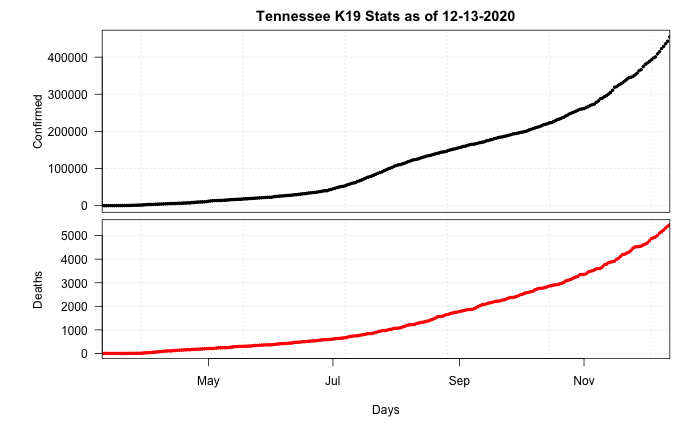 Tennessee K19 Stats as of 12-13-2020
400000
300000
200000
100000
0
Confirmed
5000
4000
3000
2000
1000
0
Deaths
May Jul Sep Nov
Days